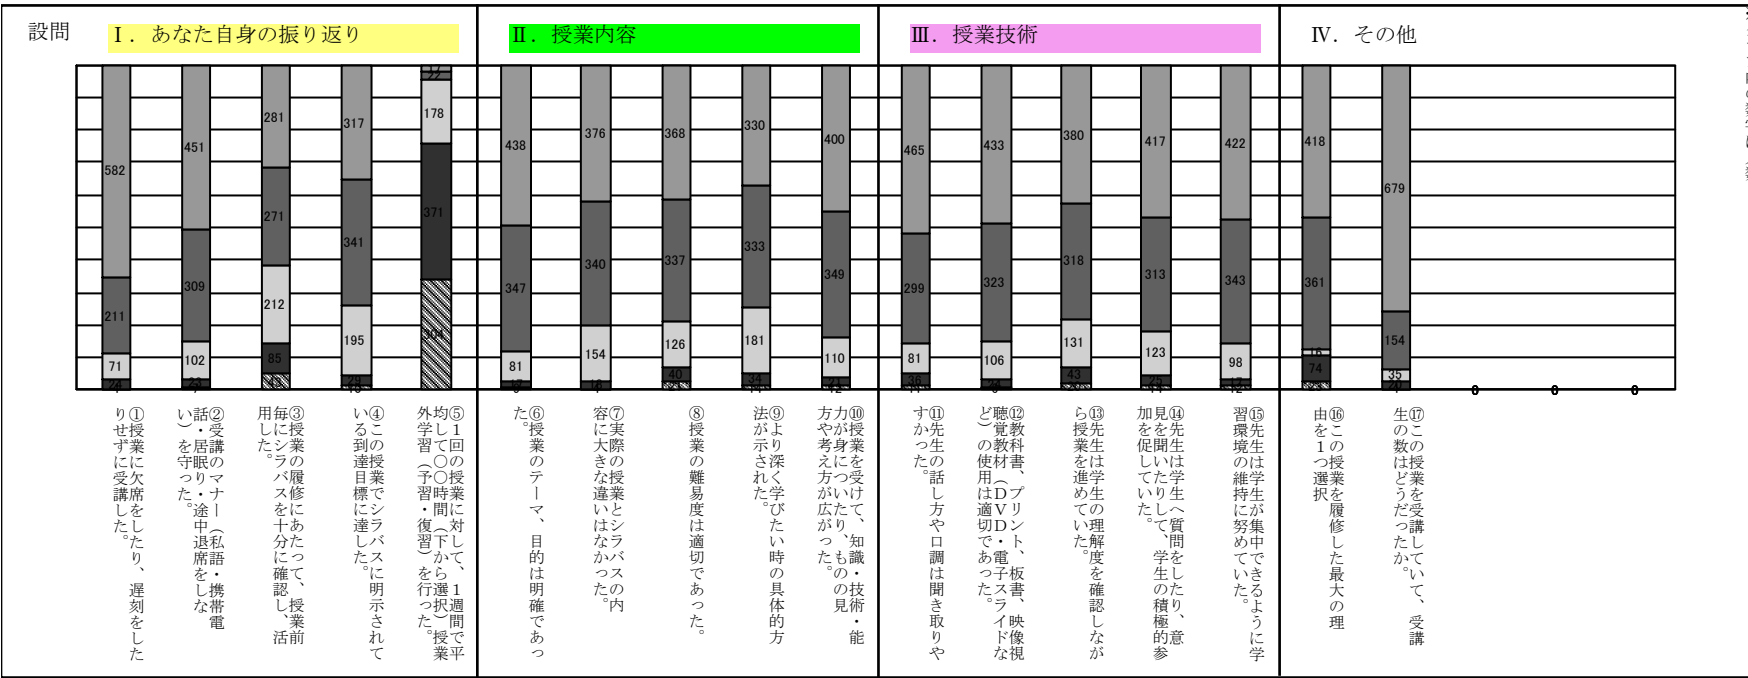 設問
Ⅰ．あなた自身の振り返り
Ⅱ．授業内容
Ⅲ．授業技術
Ⅳ．その他
582
211
71
24
451
309
102
23
281
271
212
85
43
317
341
195
29
178
371
304
438
347
81
17
376
340
154
368
337
126
40
330
333
181
34
400
349
110
21
465
299
81
36
433
323
106
380
318
131
43
417
313
123
25
422
343
98
17
418
361
16
74
679
154
35
20
0
0
0
①授業に欠席をしたり、遅刻をした
りせずに受講した。
②受講のマナー（私語・携帯電
話・居眠り・途中退席をしな
い）を守った。
③授業の履修にあたって、授業前
毎にシラバスを十分に確認し、活
用した。
④この授業でシラバスに明示されて
いる到達目標に達した。
⑤１回の授業に対して、１週間で平
均して〇〇時間（下から選択）授業
外学習（予習・復習）を行った。
⑥授業のテーマ、目的は明確であっ
た。
⑦実際の授業とシラバスの内
容に大きな違いはなかった。
⑧授業の難易度は適切であった。
⑨より深く学びたい時の具体的方
法が示された。
⑩授業を受けて、知識・技術・能
力が身についたり、ものの見
方や考え方が広がった。
⑪先生の話し方や口調は聞き取りや
すかった。
⑫教科書、プリント、板書、映像視
聴覚教材（ＤＶＤ・電子スライドな
ど）の使用は適切であった。
⑬先生は学生の理解度を確認しなが
ら授業を進めていた。
⑭先生は学生へ質問をしたり、意
見を聞いたりして、学生の積極的参
加を促していた。
⑮先生は学生が集中できるように学
習環境の維持に努めていた。
⑯この授業を履修した最大の理
由を１つ選択
⑰この授業を受講していて、受講
生の数はどうだったか。